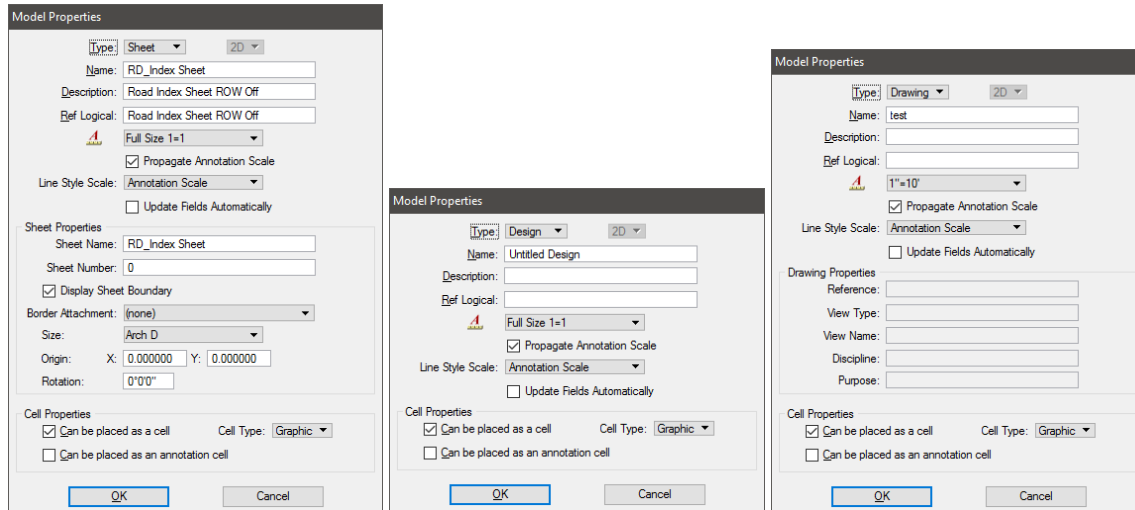 Model Properties
Type: Sheet 2D
Name: RD_Index Sheet
Description: Road Index Sheet ROW Off
Ref Logical: Road Index Sheet ROW Off
A Full Size 1=1
Propagate Annotation Scale
Line Style Scale: Annotation Scale
Update Fields Automatically
Sheet Properties
Sheet Name: RD_Index Sheet
Sheet Number: 0
Display Sheet Boundary
Border Attachment: (none)
Size: Arch D
Origin: X: 0.000000 Y: 0.000000
Rotation: 0°0'0"
Cell Properties
Can be placed as a cell Cell Type: Graphic
Can be placed as an annotation cell
OK Cancel
Model Properties
Type: Design 2D
Name: Untitled Design
Description:
Ref Logical:
A Full Size 1=1
Propagate Annotation Scale
Line Style Scale: Annotation Scale
Update Fields Automatically
Cell Properties
Can be placed as a cell Cell Type: Graphic
Can be placed as an annotation cell
OK Cancel
Model Properties
Type: Drawing 2D
Name: test
Description:
Ref Logical:
A 1"=10'
Propagate Annotation Scale
Line Style Scale: Annotation Scale
Update Fields Automatically
Drawing Properties
Reference:
View Type:
View Name:
Discipline:
Purpose:
Cell Properties
Can be placed as a cell Cell Type: Graphic
Can be placed as an annotation cell
OK Cancel